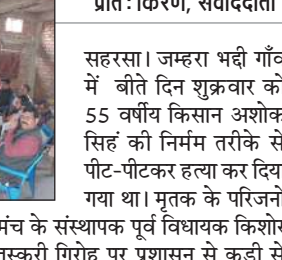 प्रति : किरण, संवाददाता
सहरसा। जम्हरा भद्दी गाँव
में बीते दिन शुक्रवार को
55 वर्षीय किसान अशोक
सिहं की निर्मम तरीके से
पीट-पीटकर हत्या कर दिय
गया था। मृतक के परिजनो
मंच के संस्थापक पूर्व विधायक किशो
तस्करी गिरोह पर प्रशासन से कड़ी से